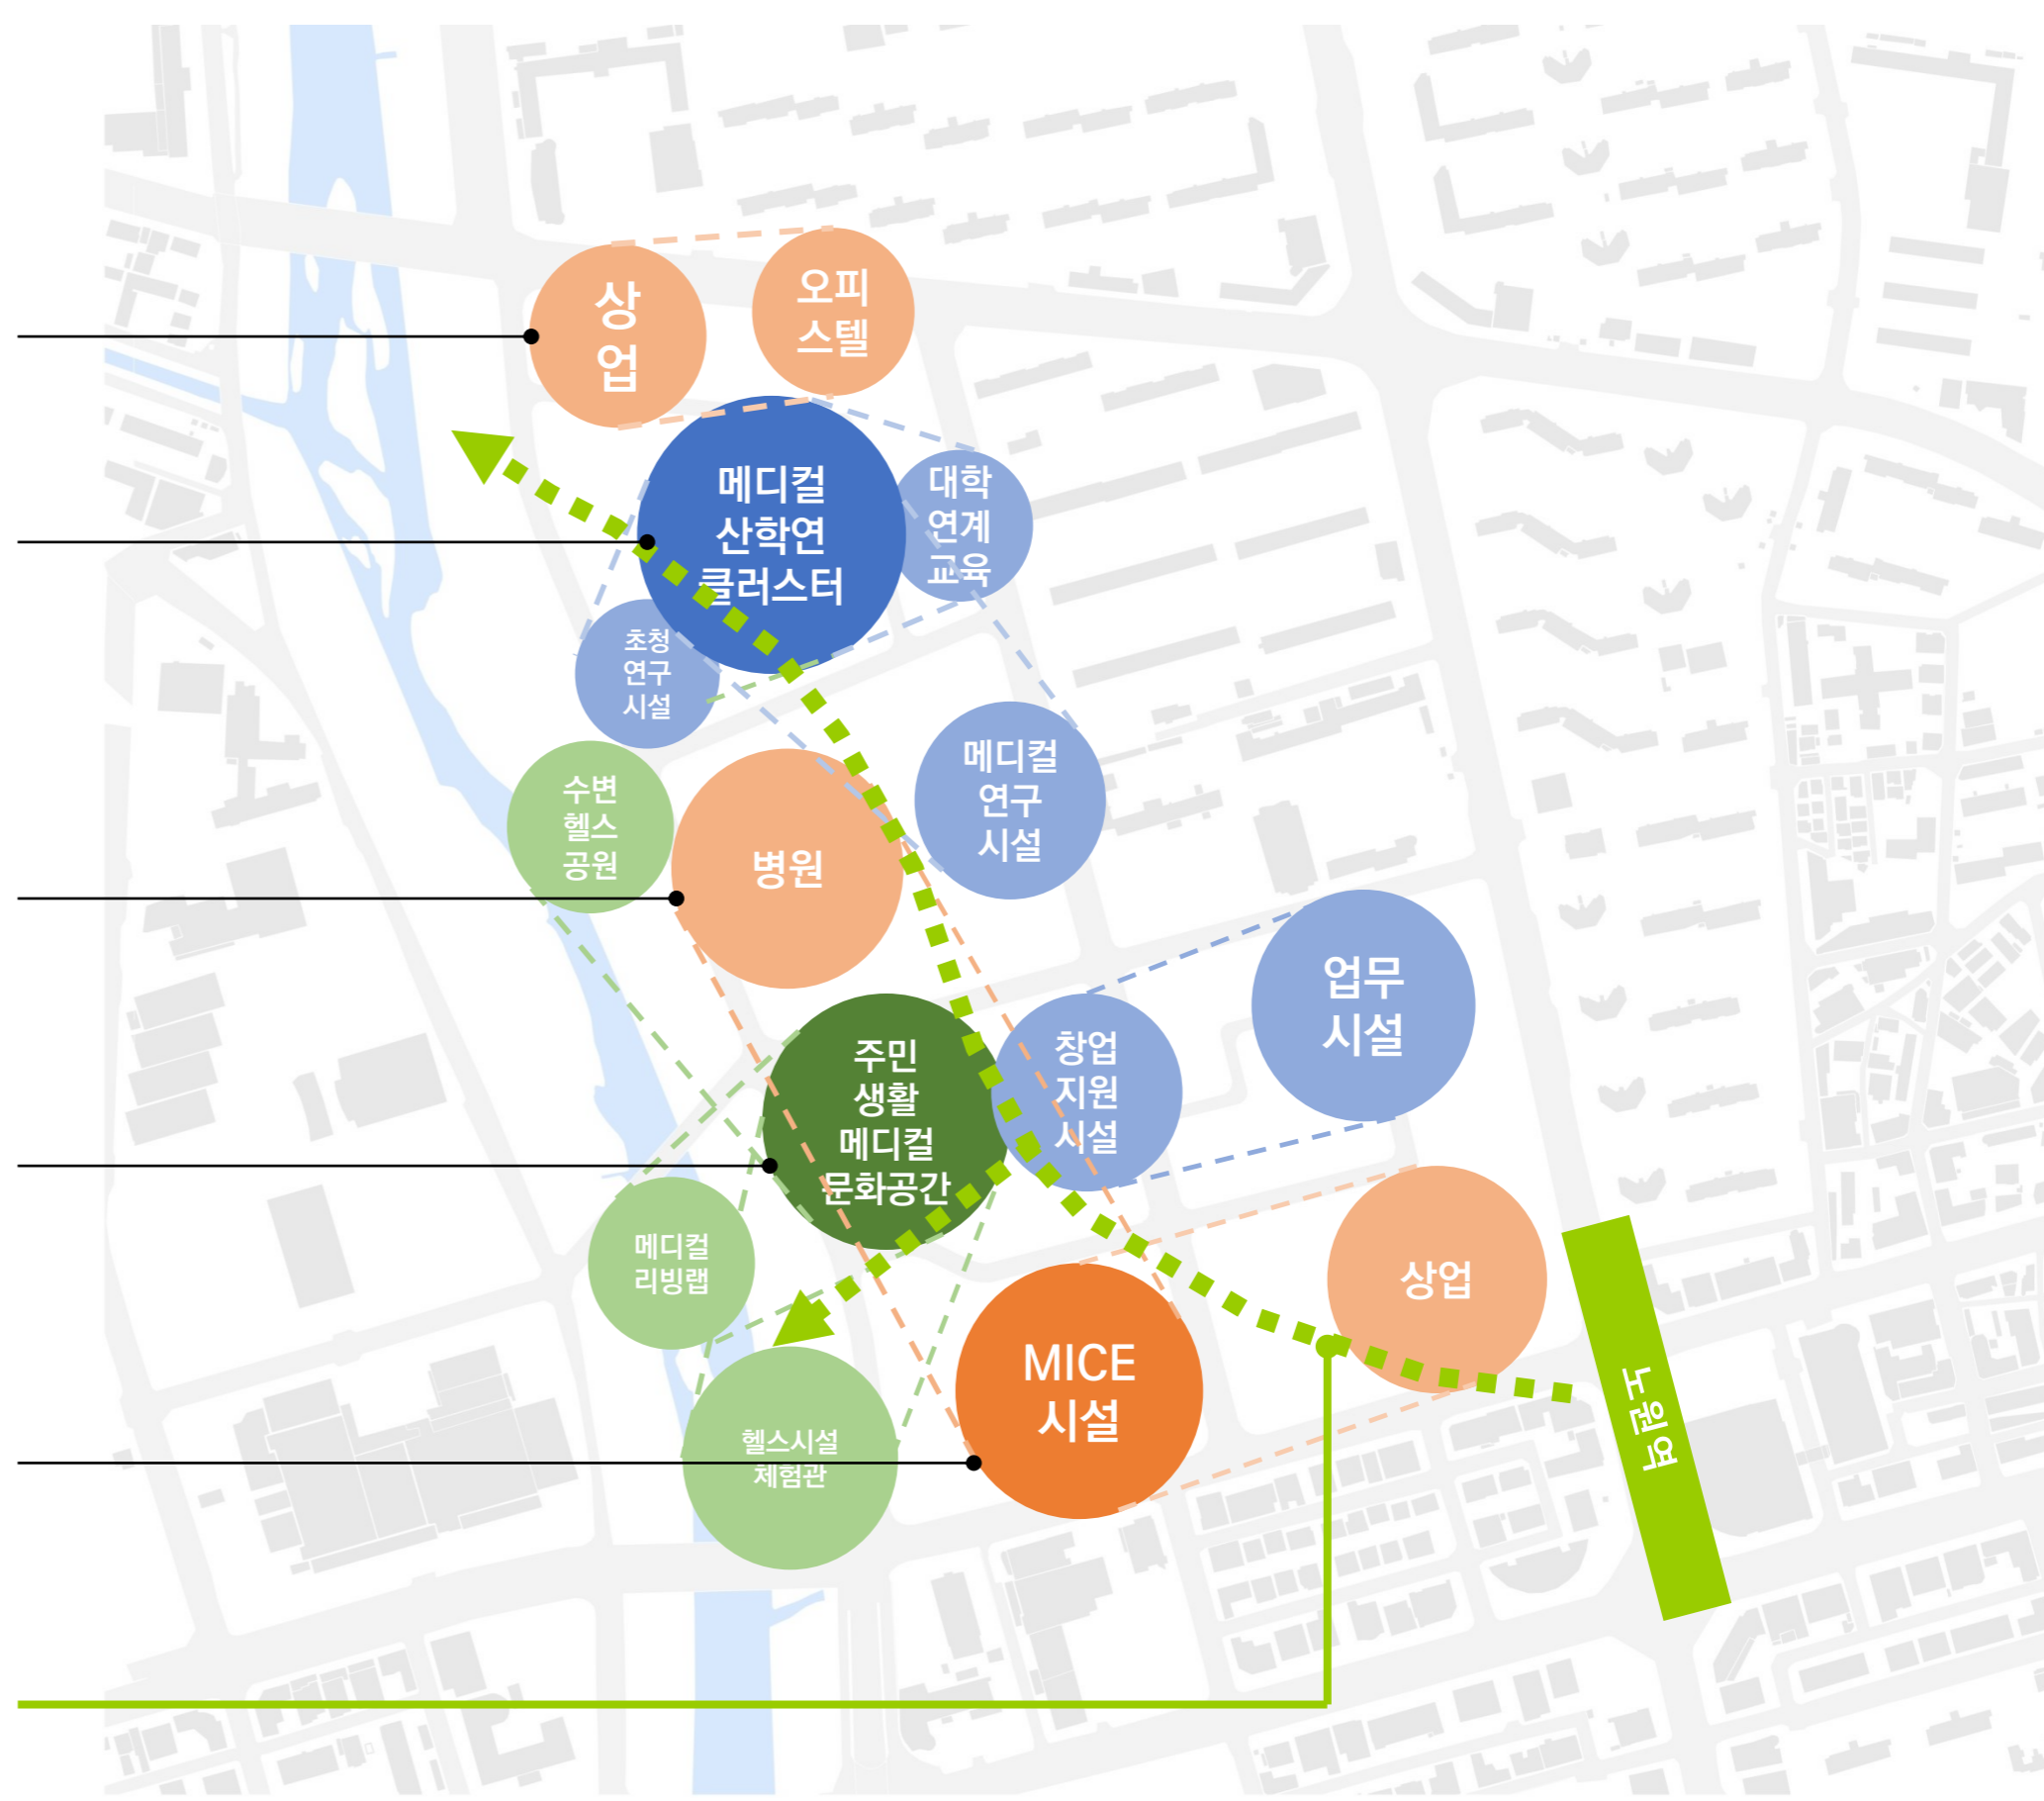 상
업
오피
스텔
메디컬
산학연
클러스터
대학
연계
교육
초청
연구
시설
메디컬
연구
시설
수변
헬스
공원
병원
업무
시설
주민
생활
메디컬
문화공간
창업
지원
시설
메디컬
리빙랩
상업
MICE
시설
노원역
헬스시설
체험관